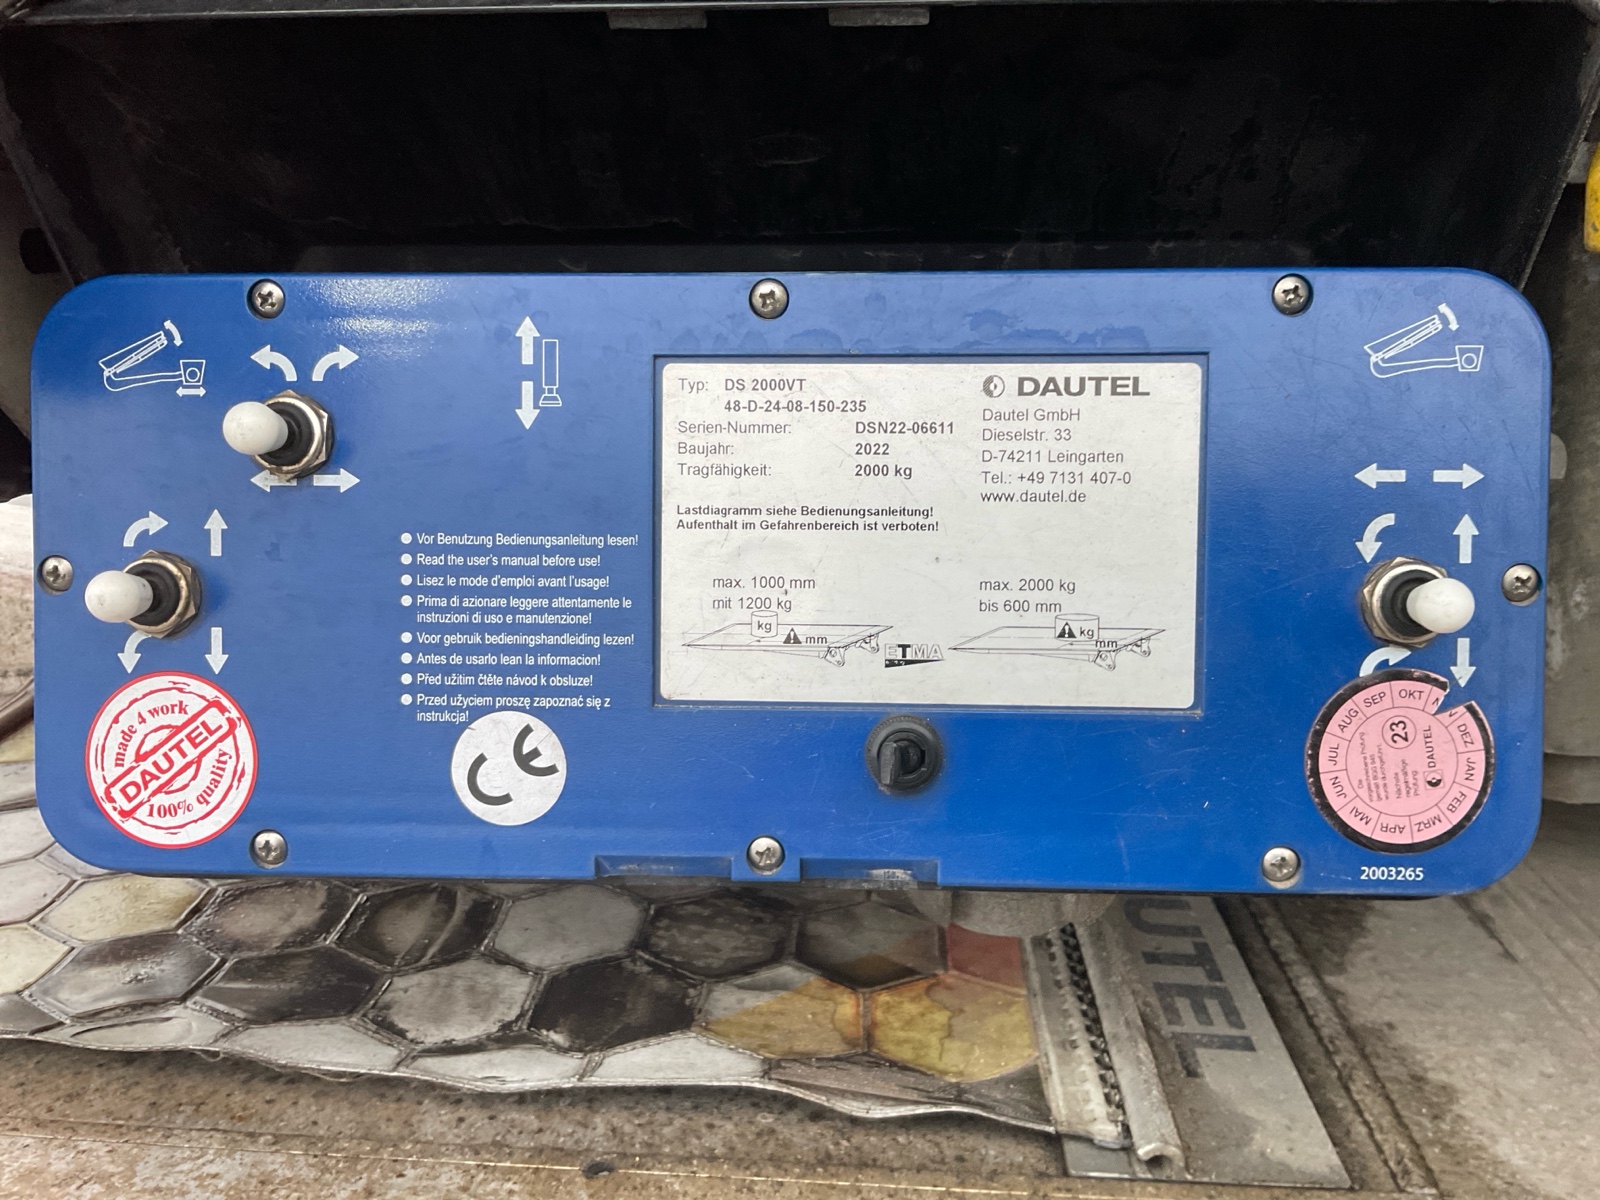 Typ: DS 2000VT
48-D-24-08-150-235
Serien-Nummer: DSN22-06611
Baujahr: 2022
Tragfähigkeit: 2000 kg
DAUTEL
Dautel GmbH
Dieselstr. 33
D-74211 Leingarten
Tel.: +49 7131 407-0
www.dautel.de
Lastdiagramm siehe Bedienungsanleitung!
Aufenthalt im Gefahrenbereich ist verboten!
max. 1000 mm
mit 1200 kg
kg
mm
ETMA
max. 2000 kg
bis 600 mm
kg
mm
Vor Benutzung Bedienungsanleitung lesen!
Read the user's manual before use!
Lisez le mode d'emploi avant l'usage!
Prima di azionare leggere attentamente le
instruzioni di uso e manutenzione!
Voor gebruik bedieningshandleiding lezen!
Antes de usarlo lean la informacion!
Před užitim čtěte návod k obsluze!
Przed użyciem proszę zapoznać się z
instrukcja!
made 4 work
DAUTEL
100% quality
CE
JAN
FEB
MRZ
APR
MAI
JUN
JUL
AUG
SEP
OKT
DEZ
23
DAUTEL
Nächste
regelmäßige
Prüfung
2003265
AUTEL